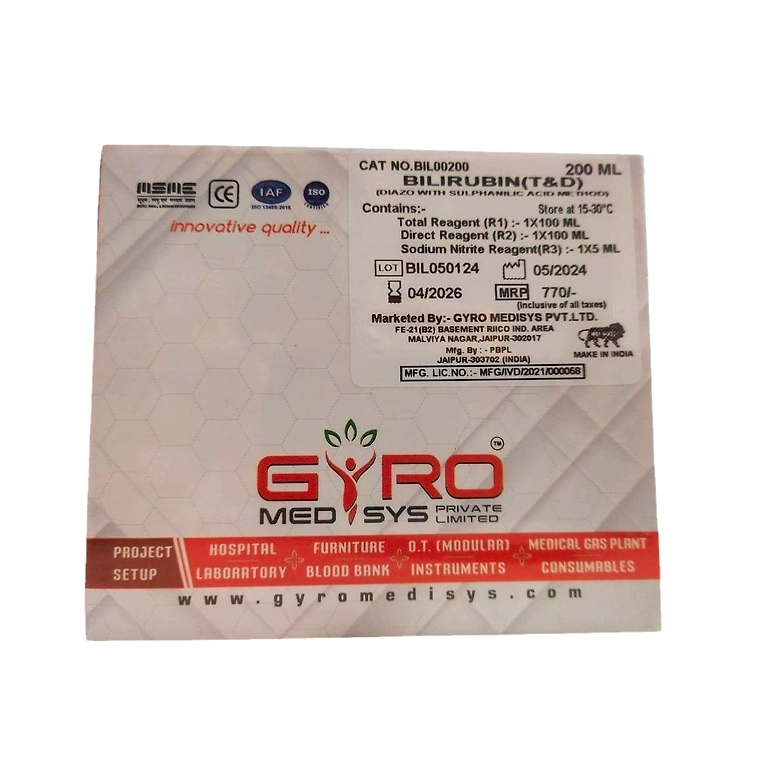 CAT NO.BIL00200 200 ML
BILIRUBIN(T&D)
(DIAZO WITH SULPHANILIC ACID METHOD)
Contains:- Store at 15-30°C
Total Reagent (R1) :- 1X100 ML
Direct Reagent (R2) :- 1X100 ML
Sodium Nitrite Reagent(R3) :- 1X5 ML
LOT BIL050124 05/2024
04/2026 MRP 770/-
(inclusive of all taxes)
Marketed By:- GYRO MEDISYS PVT.LTD.
FE-21(B2) BASEMENT RIICO IND. AREA
MALVIYA NAGAR,JAIPUR-302017
Mfg. By : - PBPL
JAIPUR-303702 (INDIA)
MAKE IN INDIA
MFG. LIC.NO.:- MFG/IVD/2021/000058
MSME
CE
IAF
ISO 13485:2016
ISO
CERTIFIED
innovative quality ...
GYRO TM
MEDISYS PRIVATE
LIMITED
PROJECT
SETUP
HOSPITAL FURNITURE O.T. (MODULAR) MEDICAL GAS PLANT
LABORATORY BLOOD BANK INSTRUMENTS CONSUMABLES
www.gyromedisys.com